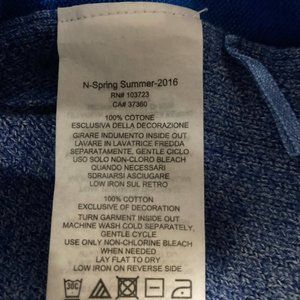 N-Spring Summer-2016
RN# 103723
CA# 37360
100% COTONE
ESCLUSIVA DELLA DECORAZIONE
GIRARE INDUMENTO INSIDE OUT
LAVARE IN LAVATRICE FREDDA
SEPARATAMENTE, GENTLE CICLO.
USO SOLO NON-CLORO BLEACH
QUANDO NECESSARI
SDRAIARSI ASCIUGARE
LOW IRON SUL RETRO
100% COTTON
EXCLUSIVE OF DECORATION
TURN GARMENT INSIDE OUT
MACHINE WASH COLD SEPARATELY,
GENTLE CYCLE
USE ONLY NON-CHLORINE BLEACH
WHEN NEEDED
LAY FLAT TO DRY
LOW IRON ON REVERSE SIDE
30C